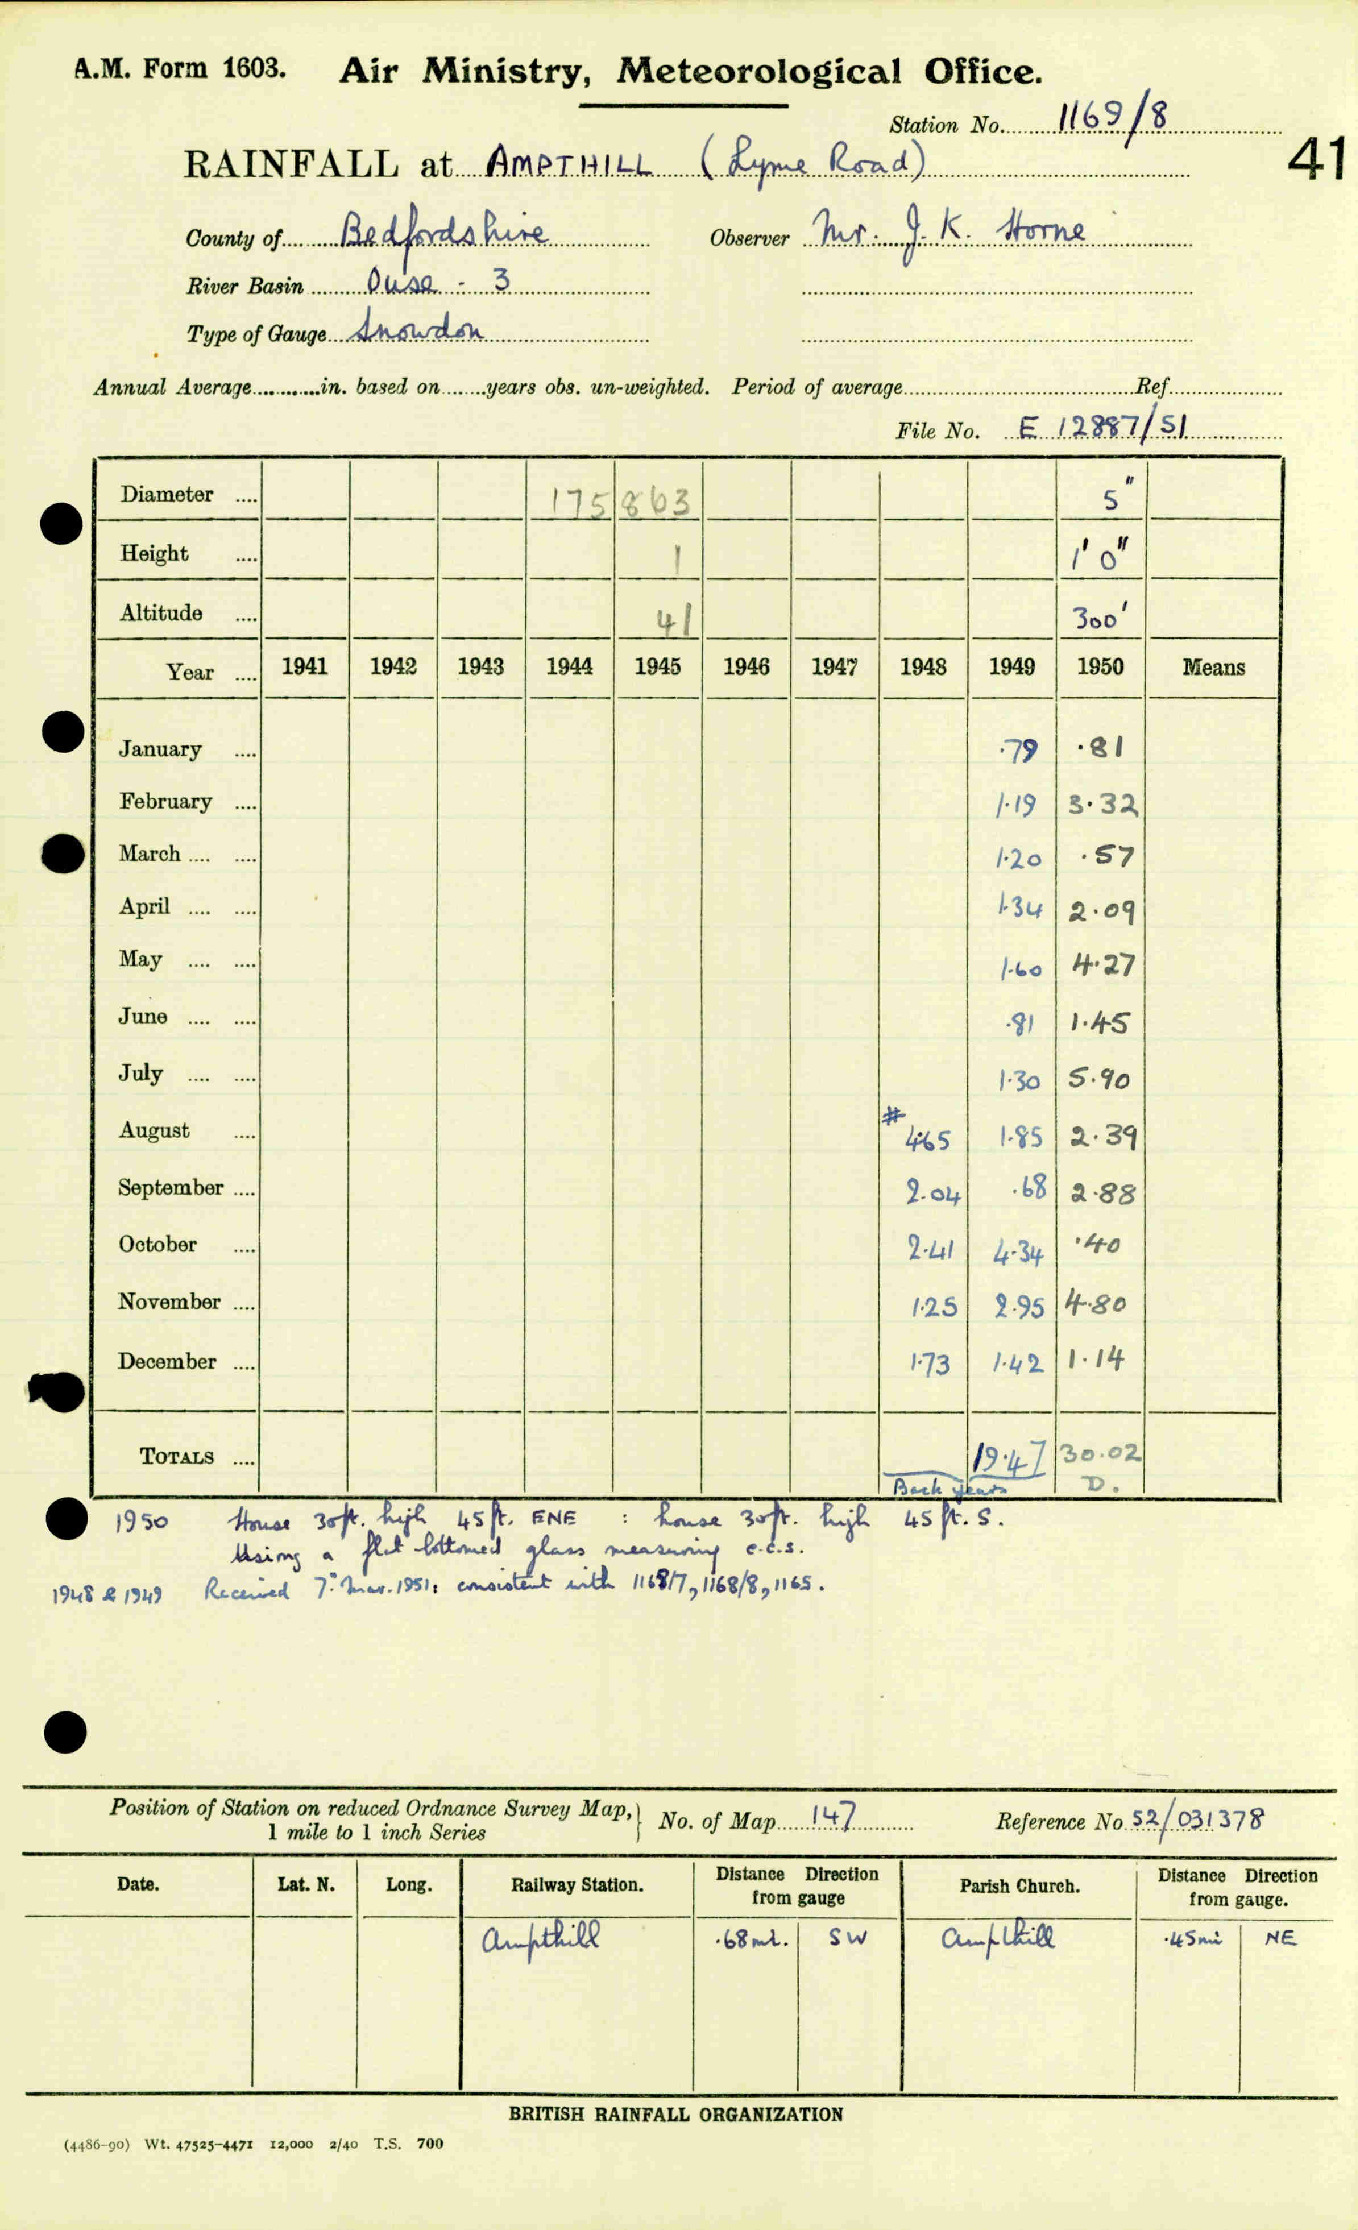 A.M. Form 1603. Air Ministry, Meteorological Office.
Station No. 1169/8
41
RAINFALL at AMPTHILL (Lyme Road)
County of Bedfordshire Observer Mr. J. K. Horne
River Basin Ouse - 3
Type of Gauge Snowdon
Annual Average in. based on years obs. un-weighted. Period of average Ref.
File No. E 12887/51
Diameter .... 175863 5"
Height .... 1 1' 0"
Altitude .... 41 300'
Year .... 1941 1942 1943 1944 1945 1946 1947 1948 1949 1950 Means
January .... .79 .81
February .... 1.19 3.32
March .... .... 1.20 .57
April .... .... 1.34 2.09
May .... .... 1.60 4.27
June .... .... .81 1.45
July .... .... 1.30 5.90
August .... # 4.65 1.85 2.39
September .... 2.04 .68 2.88
October .... 2.41 4.34 .40
November .... 1.25 2.95 4.80
December .... 1.73 1.42 1.14
TOTALS .... 19.47 30.02
Back years D.
1950 House 30ft. high 45ft. ENE : house 30ft. high 45ft. S.
Using a flat bottomed glass measuring c.c.s.
1948 & 1949 Received 7th Mar. 1951: consistent with 1168/7, 1168/8, 1165.
Position of Station on reduced Ordnance Survey Map, } No. of Map 147 Reference No. 52/031378
1 mile to 1 inch Series
Date. Lat. N. Long. Railway Station. Distance Direction from gauge Parish Church. Distance Direction from gauge.
Ampthill .68 mi. SW Ampthill .45 mi NE
BRITISH RAINFALL ORGANIZATION
(4486-90) Wt. 47525-4471 12,000 2/40 T.S. 700